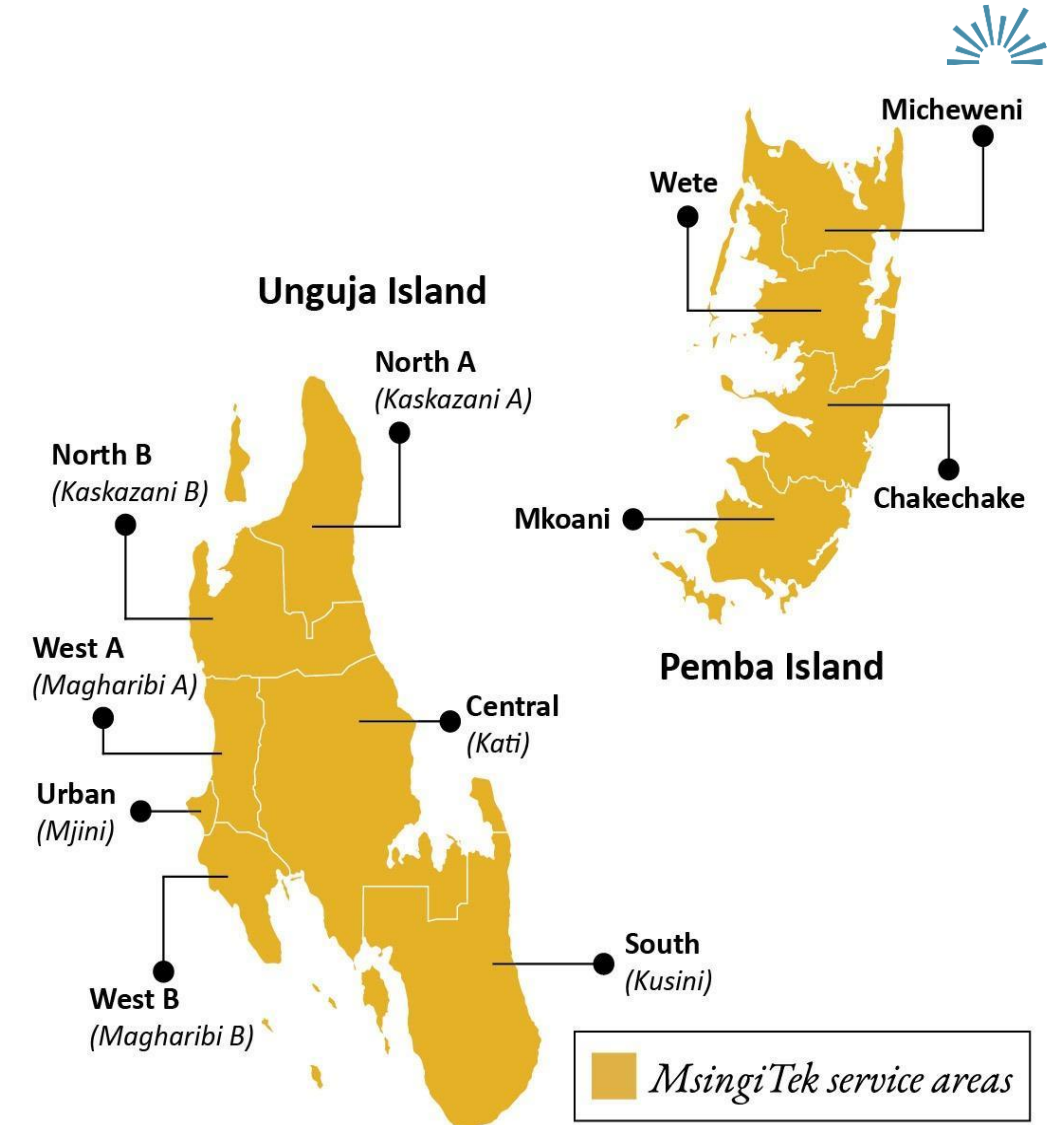 Micheweni
Wete
Unguja Island
North A
(Kaskazani A)
North B
(Kaskazani B)
Chakechake
Mkoani
West A
(Magharibi A)
Pemba Island
Central
(Kati)
Urban
(Mjini)
South
(Kusini)
West B
(Magharibi B)
MsingiTek service areas